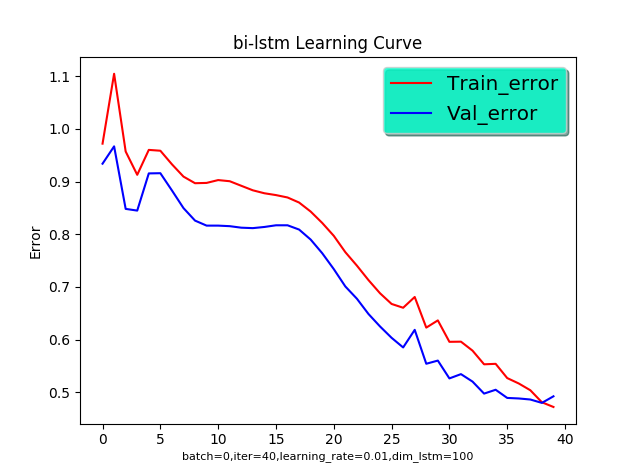 bi-lstm Learning Curve
Train_error
Val_error
Error
1.1
1.0
0.9
0.8
0.7
0.6
0.5
0 5 10 15 20 25 30 35 40
batch=0,iter=40,learning_rate=0.01,dim_lstm=100